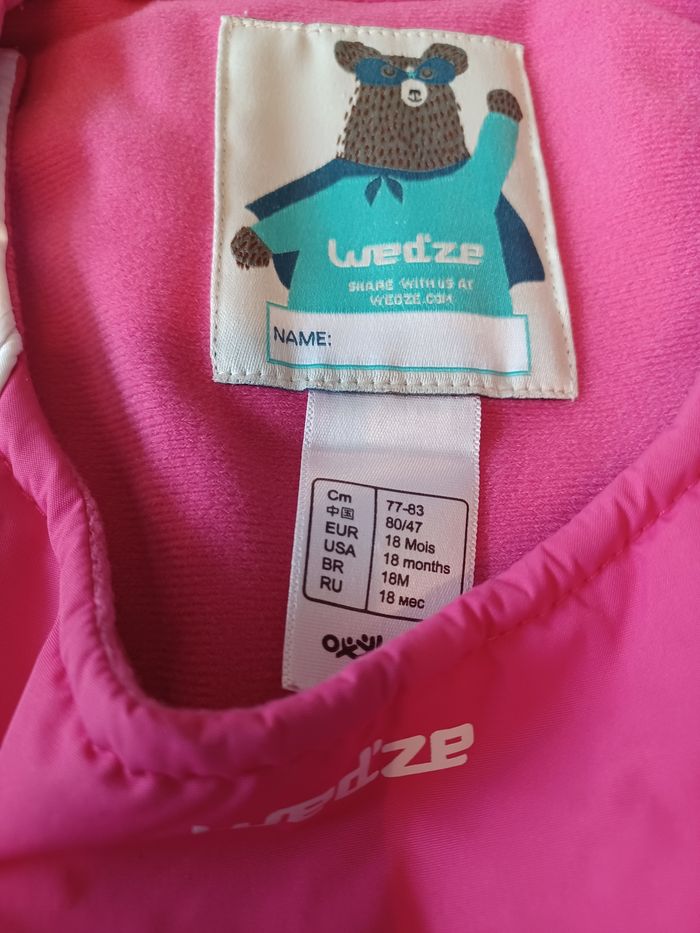 Wed'ze
SHARE WITH US AT
WEDZE.COM
NAME:
Cm 77-83
中国 80/47
EUR 18 Mois
USA 18 months
BR 18M
RU 18 мес
Wed'ze